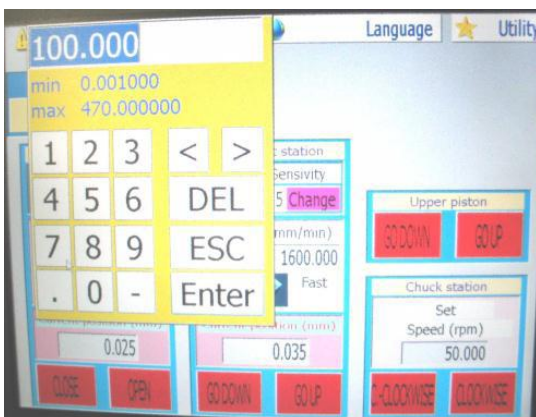 Language
Utility
100.000
min 0.001000
max 470.000000
1 2 3 < >
4 5 6 DEL
7 8 9 ESC
. 0 - Enter
station
Sensivity
5 Change
mm/min)
1600.000
Fast
Upper piston
GO DOWN GO UP
Chuck station
Set
Speed (rpm)
50.000
C-CLOCKWISE CLOCKWISE
0.025
CLOSE OPEN
(mm)
0.035
GO DOWN GO UP